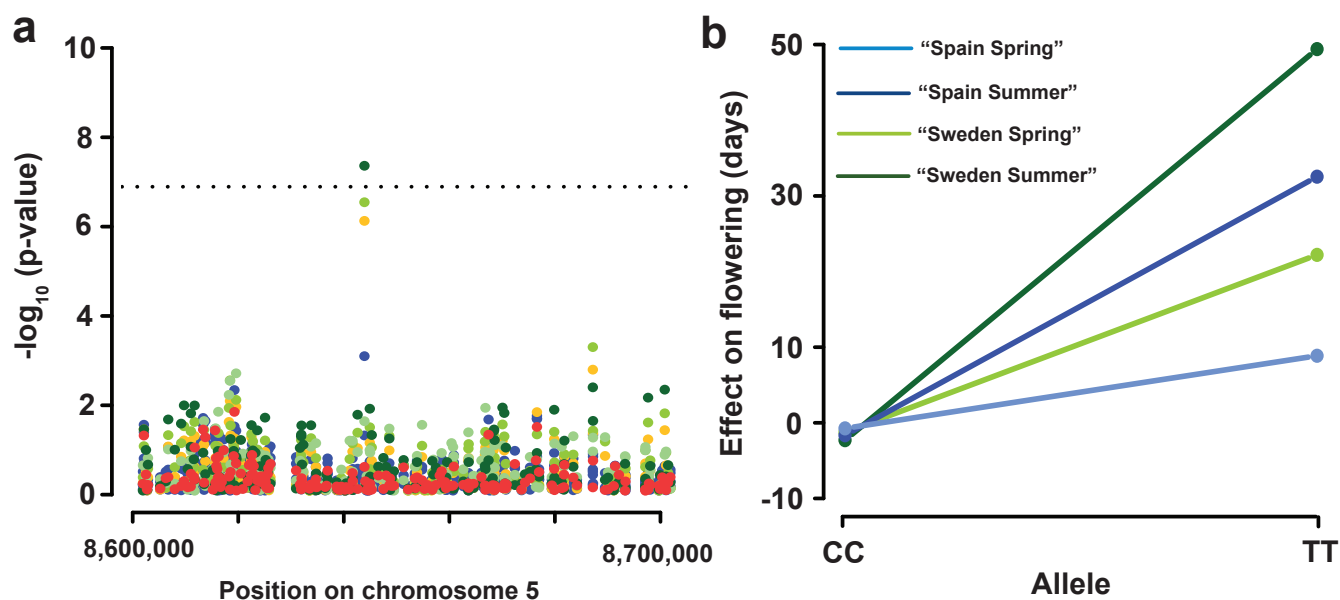 a
10
8
6
4
2
0
-log10 (p-value)
8,600,000
8,700,000
Position on chromosome 5
b
50
30
10
0
-10
Effect on flowering (days)
“Spain Spring”
“Spain Summer”
“Sweden Spring”
“Sweden Summer”
CC
TT
Allele